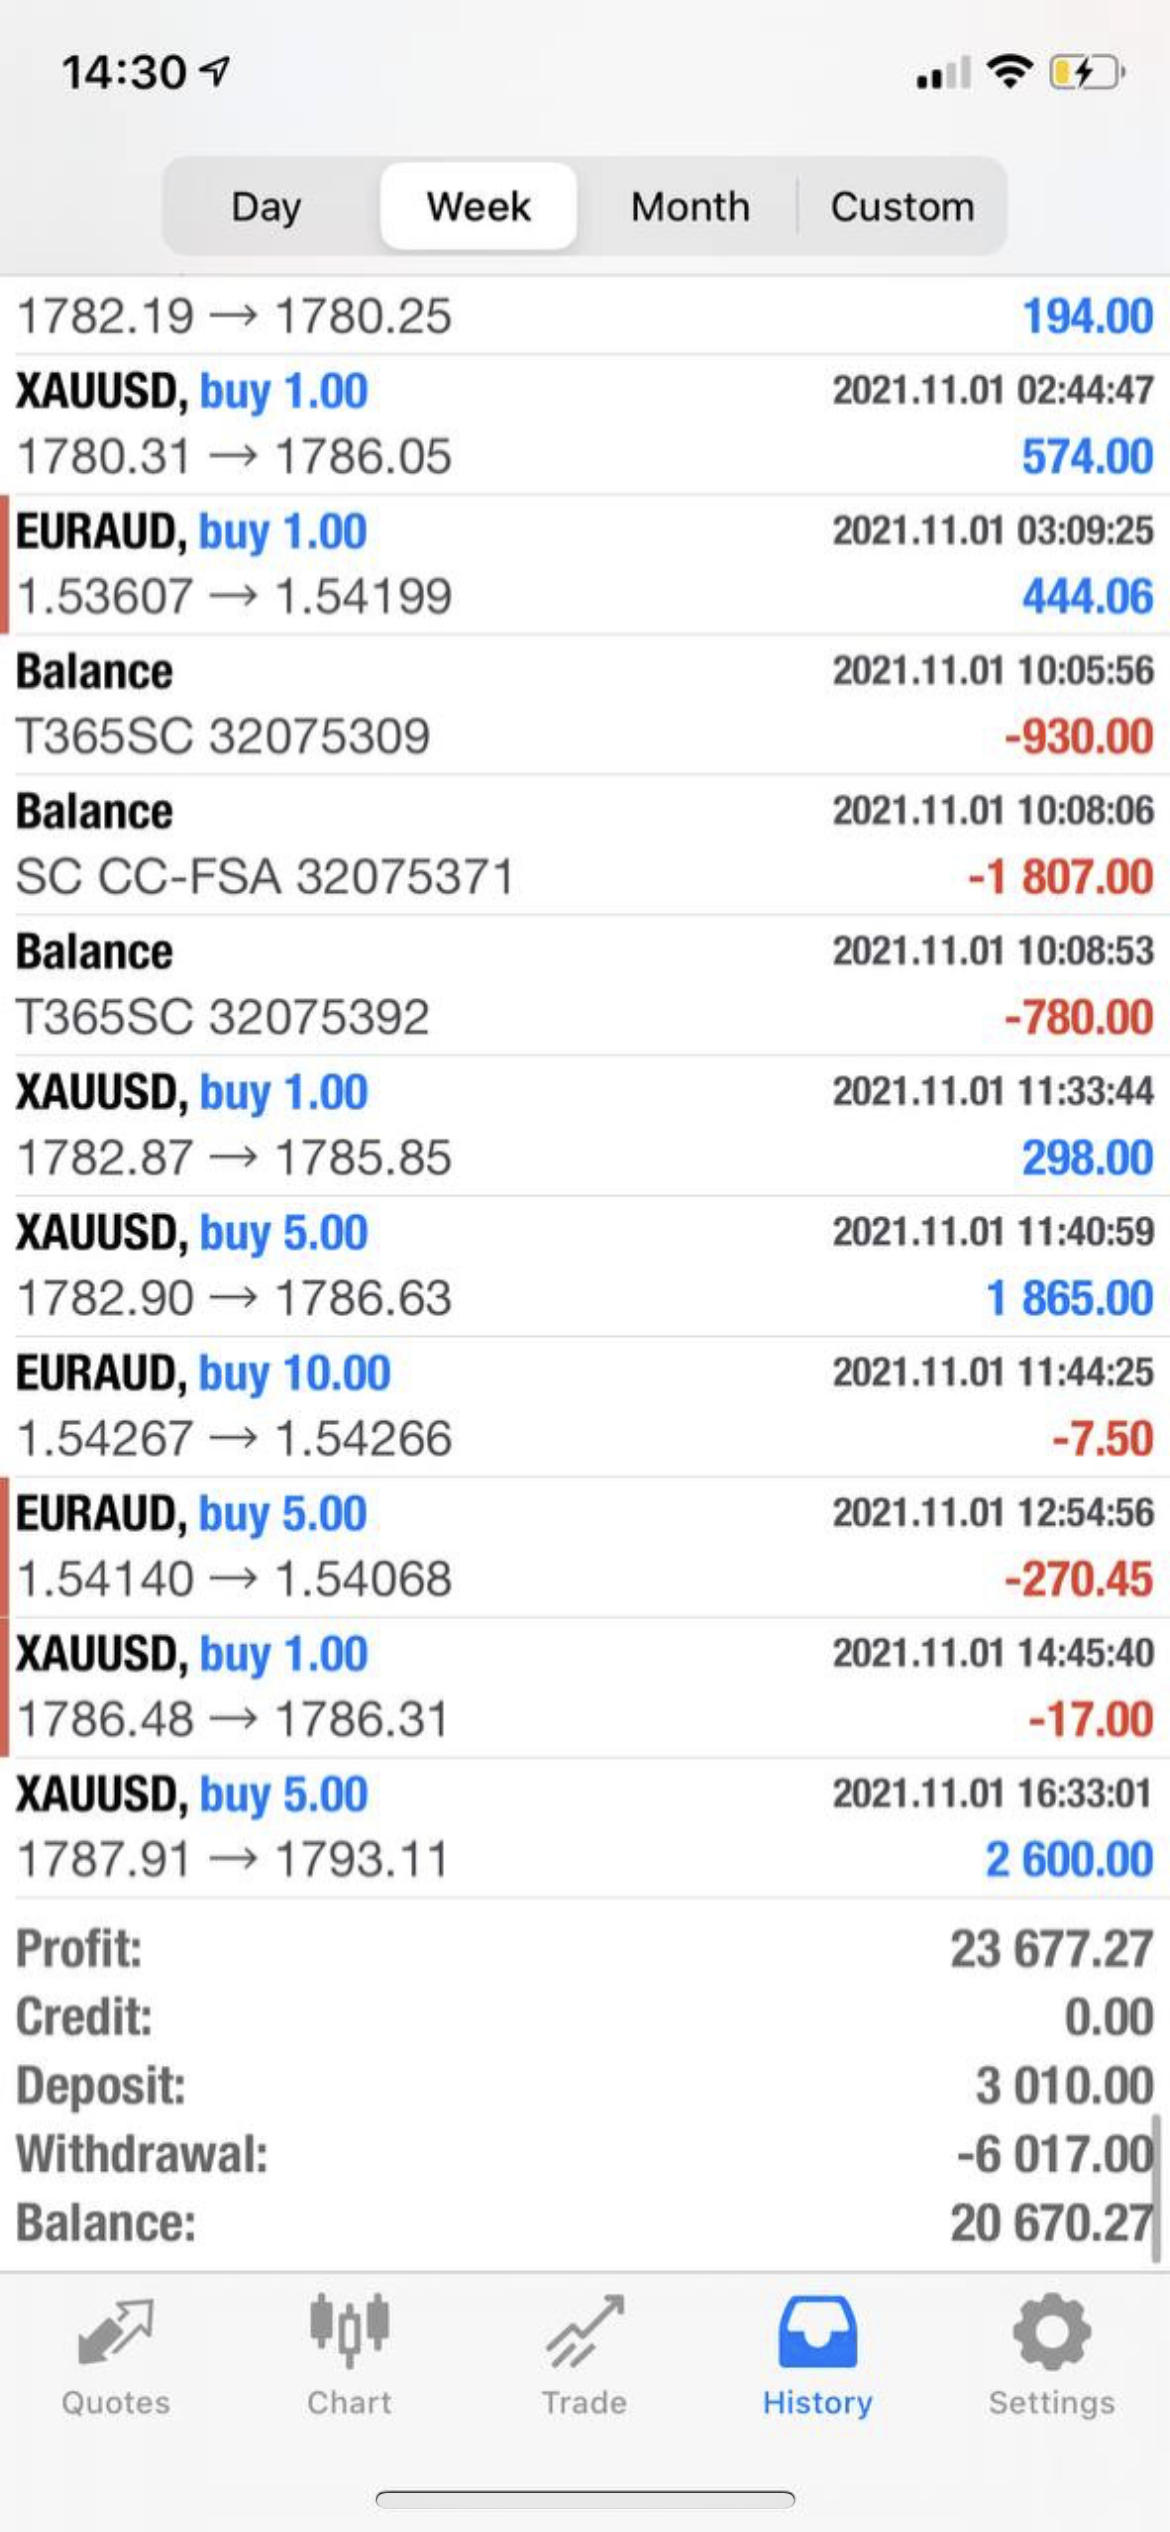 14:30
Day Week Month Custom
1782.19 → 1780.25 194.00
XAUUSD, buy 1.00 2021.11.01 02:44:47
1780.31 → 1786.05 574.00
EURAUD, buy 1.00 2021.11.01 03:09:25
1.53607 → 1.54199 444.06
Balance 2021.11.01 10:05:56
T365SC 32075309 -930.00
Balance 2021.11.01 10:08:06
SC CC-FSA 32075371 -1 807.00
Balance 2021.11.01 10:08:53
T365SC 32075392 -780.00
XAUUSD, buy 1.00 2021.11.01 11:33:44
1782.87 → 1785.85 298.00
XAUUSD, buy 5.00 2021.11.01 11:40:59
1782.90 → 1786.63 1 865.00
EURAUD, buy 10.00 2021.11.01 11:44:25
1.54267 → 1.54266 -7.50
EURAUD, buy 5.00 2021.11.01 12:54:56
1.54140 → 1.54068 -270.45
XAUUSD, buy 1.00 2021.11.01 14:45:40
1786.48 → 1786.31 -17.00
XAUUSD, buy 5.00 2021.11.01 16:33:01
1787.91 → 1793.11 2 600.00
Profit: 23 677.27
Credit: 0.00
Deposit: 3 010.00
Withdrawal: -6 017.00
Balance: 20 670.27
Quotes Chart Trade History Settings